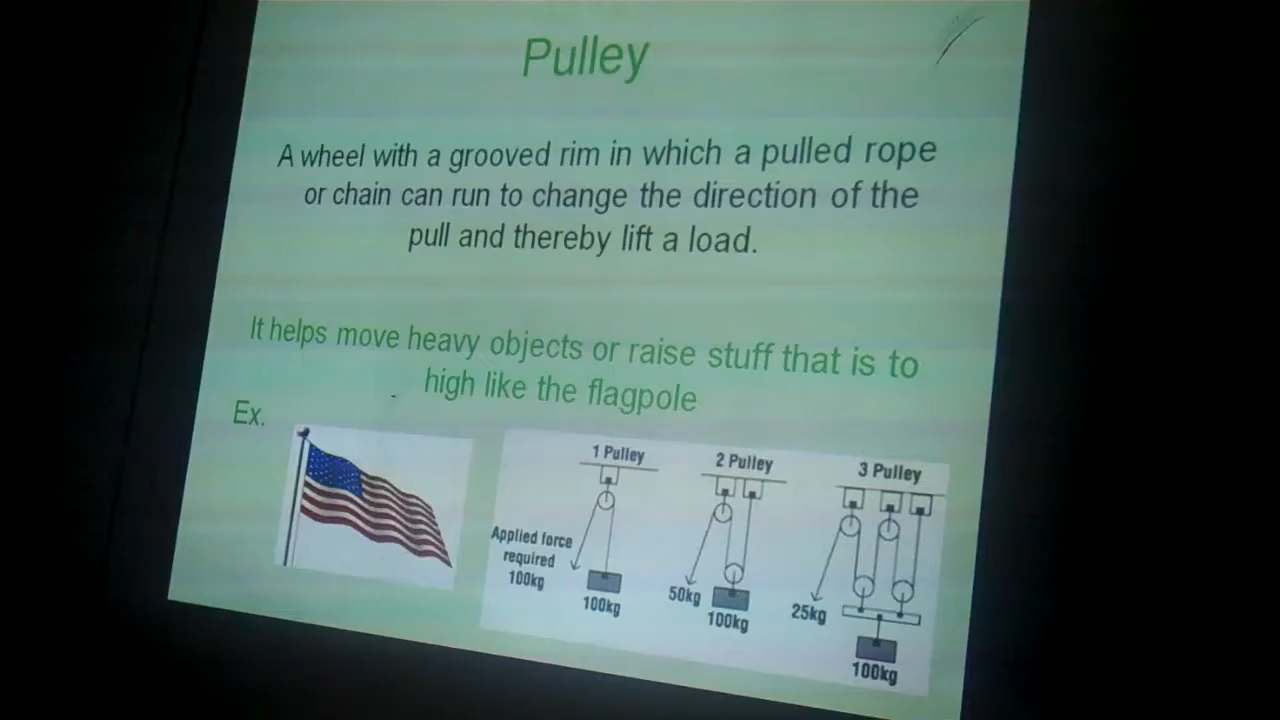 Pulley
A wheel with a grooved rim in which a pulled rope
or chain can run to change the direction of the
pull and thereby lift a load.
It helps move heavy objects or raise stuff that is to
high like the flagpole
Ex.
1 Pulley
2 Pulley
3 Pulley
Applied force
required
100kg
100kg
50kg
100kg
25kg
100kg